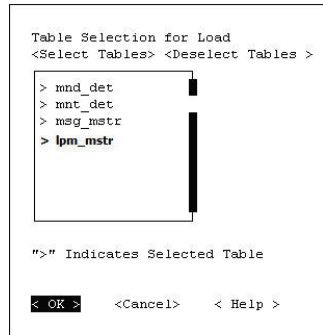 Table Selection for Load
<Select Tables> <Deselect Tables >
> mnd_det
> mnt_det
> msg_mstr
> lpm_mstr
">" Indicates Selected Table
< OK > <Cancel> < Help >